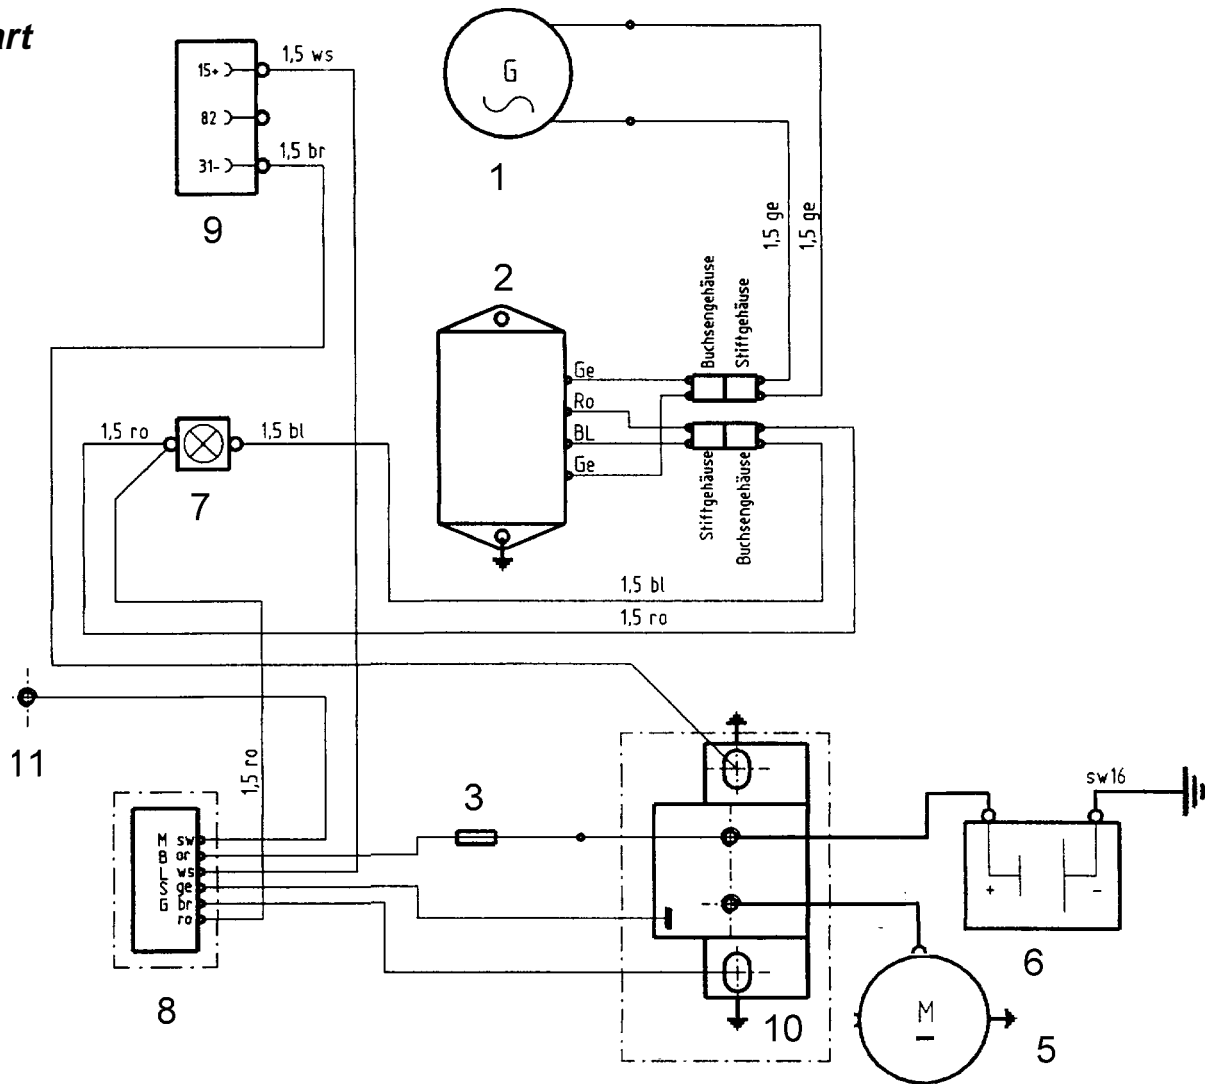 art
15+
1,5 ws
82
31-
1,5 br
9
G
1
1,5 ge
1,5 ge
2
Buchsengehäuse
Stiftgehäuse
Ge
Ro
BL
Ge
Stiftgehäuse
Buchsengehäuse
1,5 ro
1,5 bl
7
1,5 bl
1,5 ro
11
1,5 ro
3
sw16
M sw
B or
L ws
S ge
G br
ro
8
+
-
6
M
5
10